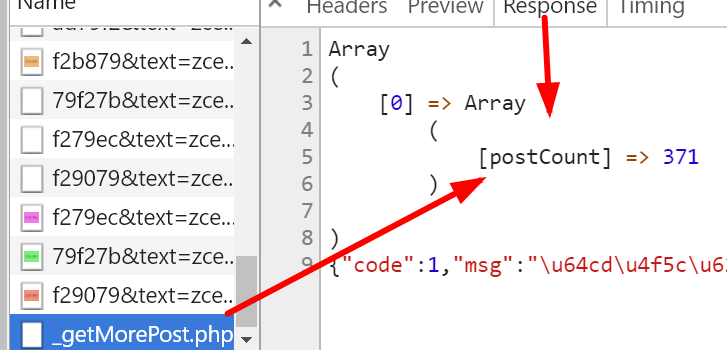 Name
Headers Preview Response Timing
f2b879&text=zce...
79f27b&text=zce...
f279ec&text=zce...
f29079&text=zce...
f279ec&text=zce...
79f27b&text=zce...
f29079&text=zce...
_getMorePost.php
1 Array
2 (
3 [0] => Array
4 (
5 [postCount] => 371
6 )
7
8 )
9 {"code":1,"msg":"\u64cd\u4f5c\u6